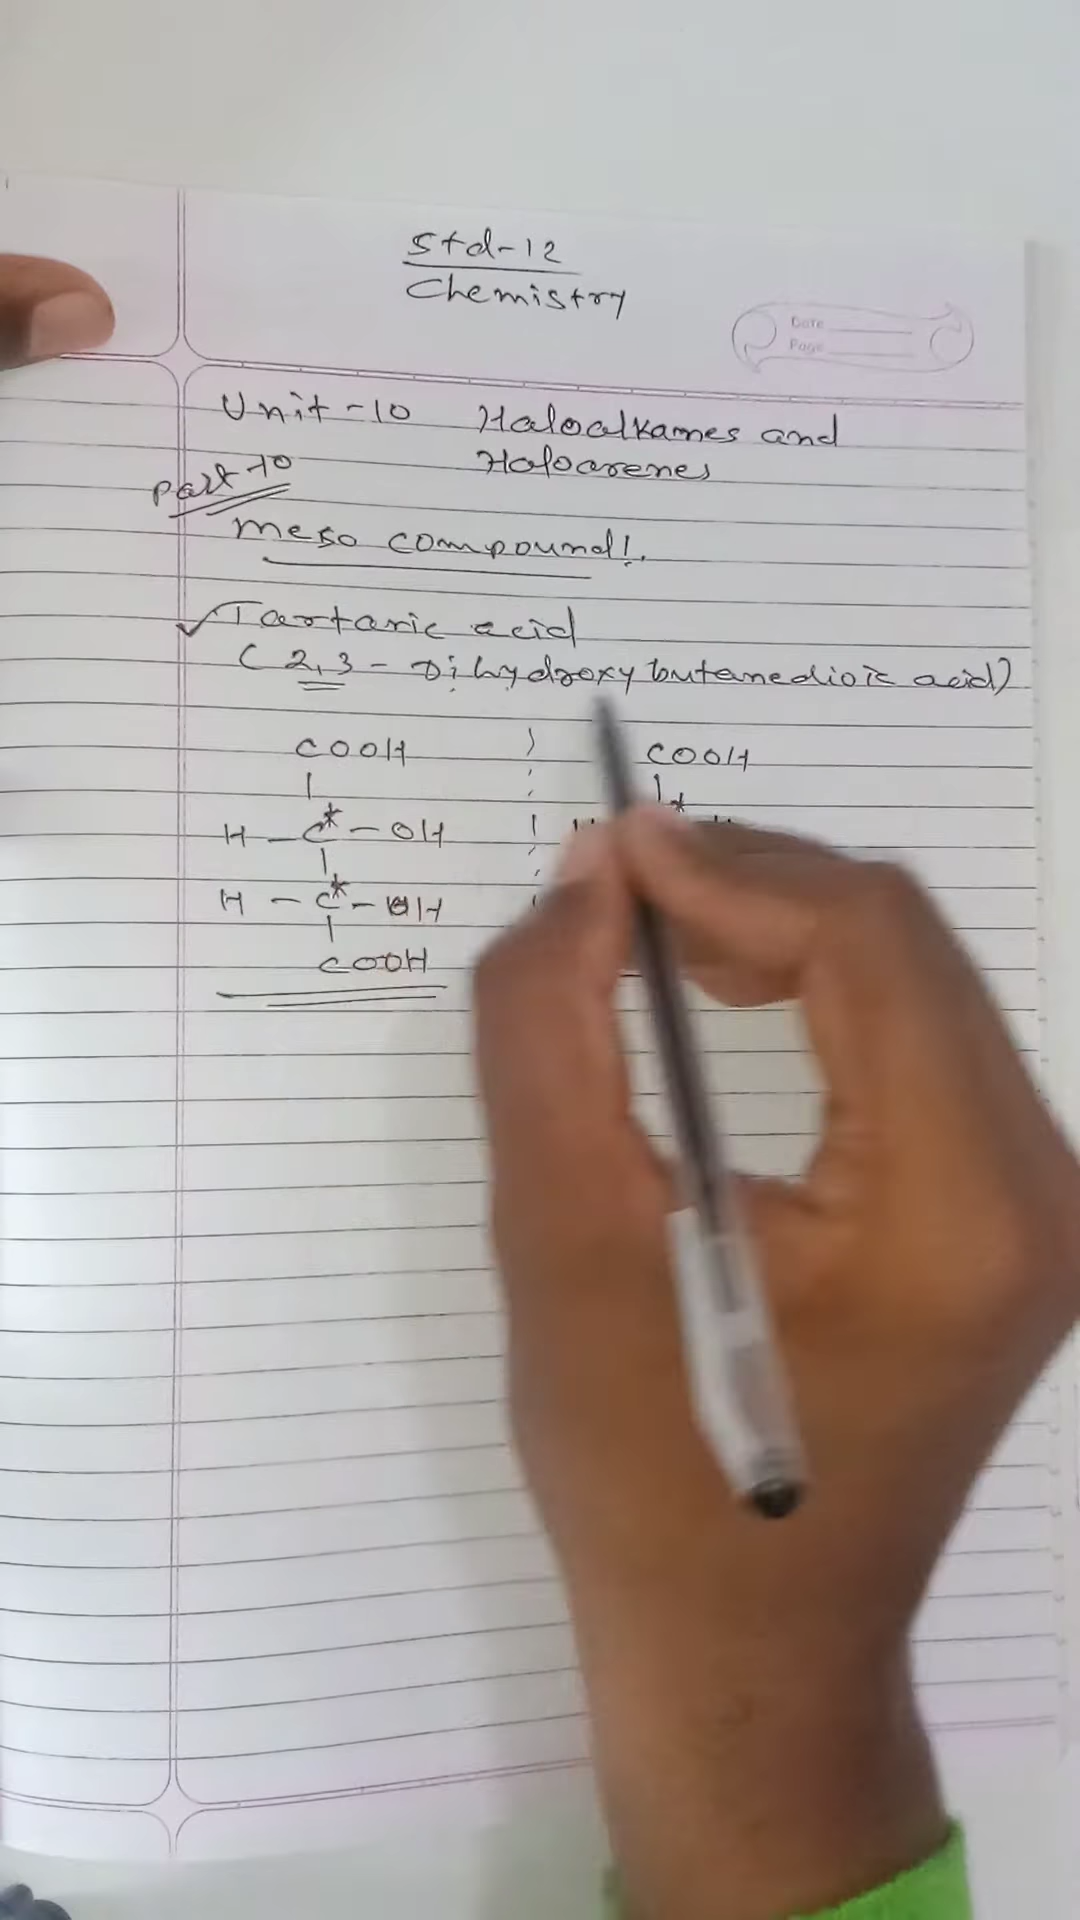 Std-12
Chemistry
Date
Page
Unit-10 Haloalkanes and
Haloarenes
Part-10
Meso compound!.
✓ Tartaric acid
( 2,3 - Dihydroxy butanedioic acid)
COOH COOH
H - C* - OH
H - C* - OH
COOH